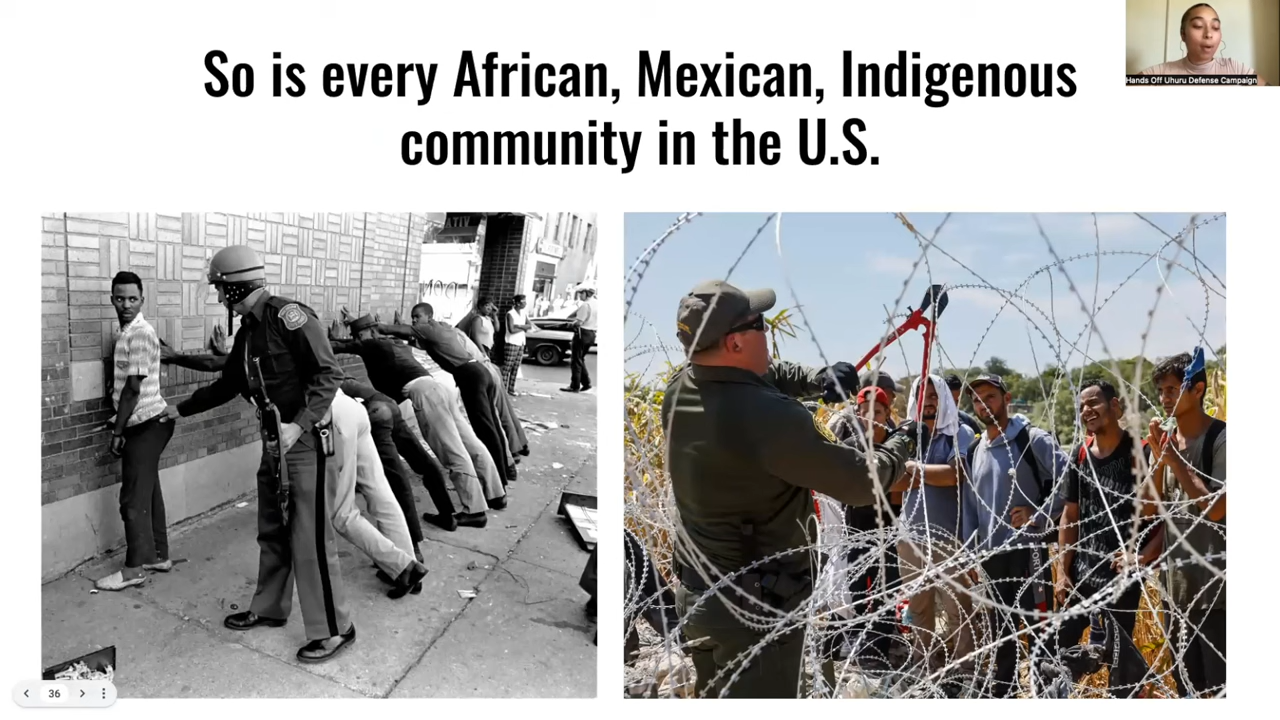 So is every African, Mexican, Indigenous
community in the U.S.
Hands Off Uhuru Defense Campaign
36